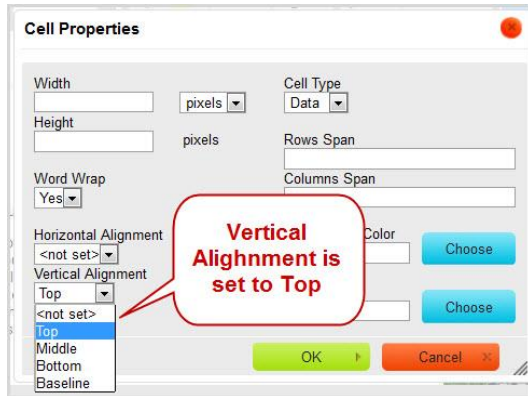 Cell Properties
Width
pixels
Cell Type
Data
Height
pixels
Rows Span
Word Wrap
Yes
Columns Span
Horizontal Alignment
<not set>
Color
Choose
Vertical Alignment
Top
Choose
<not set>
Top
Middle
Bottom
Baseline
Vertical
Alighnment is
set to Top
OK
Cancel